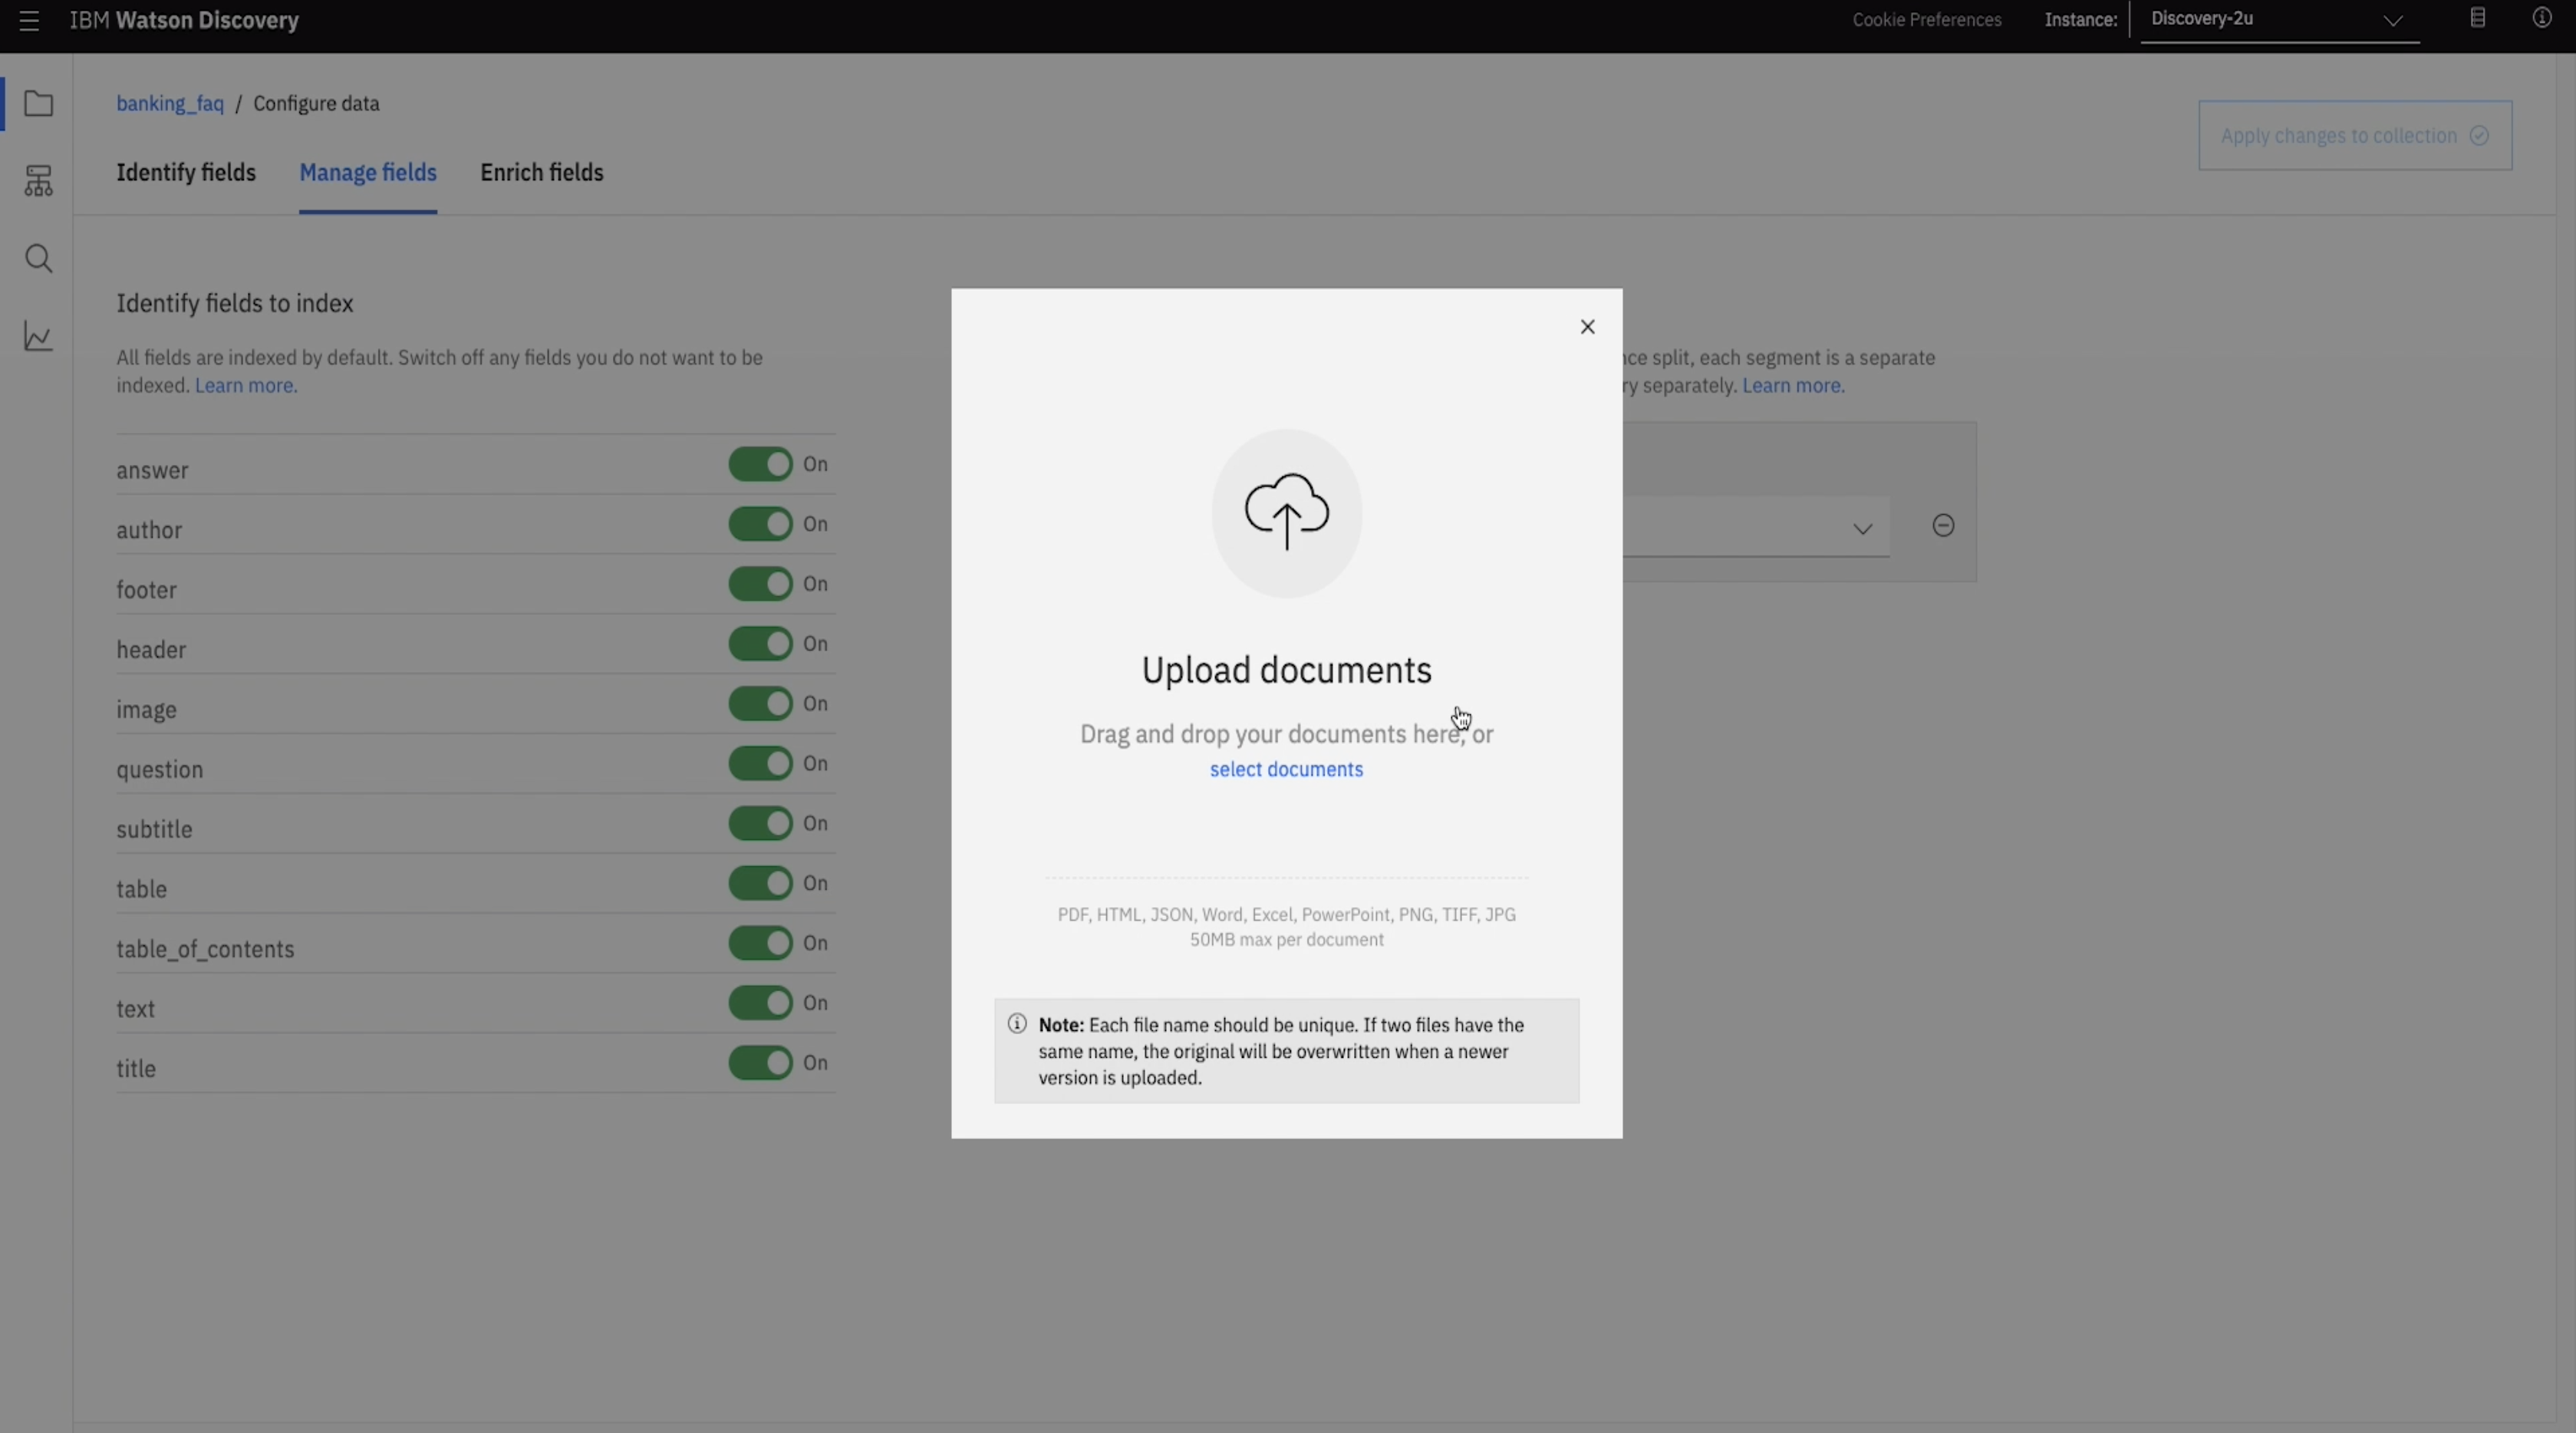 IBM Watson Discovery
Cookie Preferences
Instance:
Discovery-2u
banking_faq / Configure data
Apply changes to collection
Identify fields
Manage fields
Enrich fields
Identify fields to index
All fields are indexed by default. Switch off any fields you do not want to be
indexed. Learn more.
answer On
author On
footer On
header On
image On
question On
subtitle On
table On
table_of_contents On
text On
title On
split, each segment is a separate
separately. Learn more.
Upload documents
Drag and drop your documents here, or
select documents
PDF, HTML, JSON, Word, Excel, PowerPoint, PNG, TIFF, JPG
50MB max per document
Note: Each file name should be unique. If two files have the
same name, the original will be overwritten when a newer
version is uploaded.